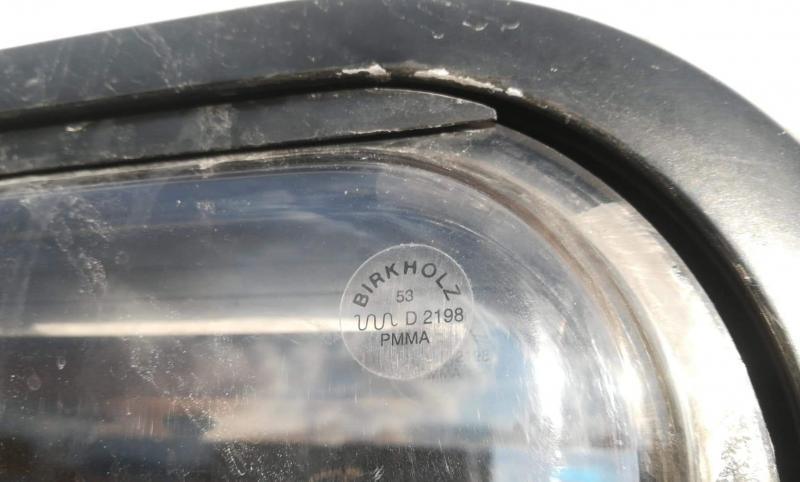 BIRKHOLZ
53
D 2198
PMMA